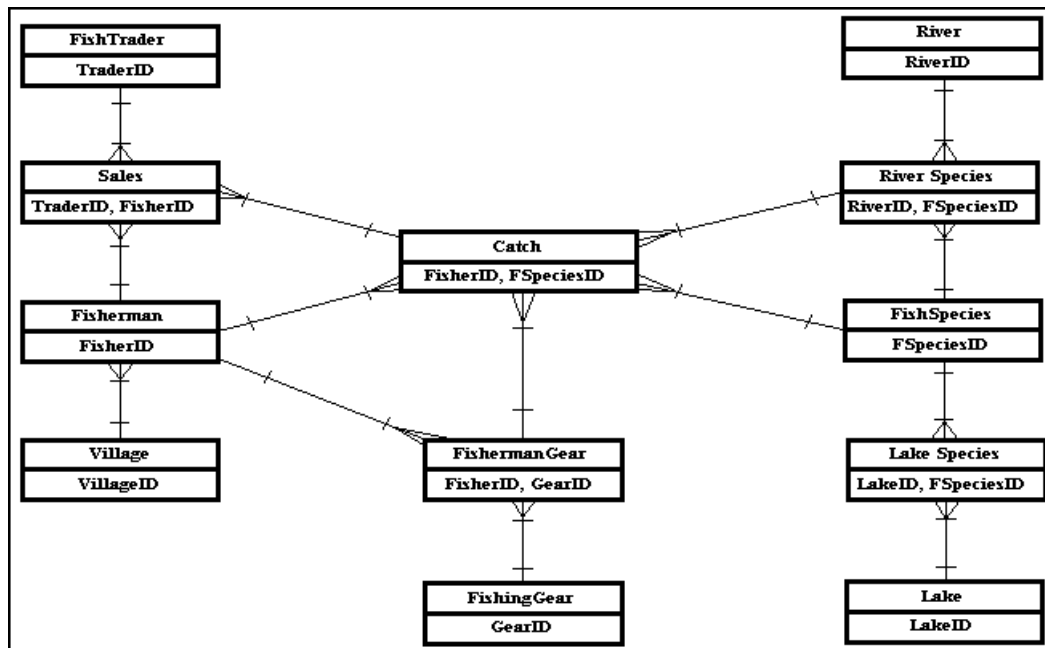 FishTrader
TraderID
River
RiverID
Sales
TraderID, FisherID
River Species
RiverID, FSpeciesID
Catch
FisherID, FSpeciesID
Fisherman
FisherID
FishSpecies
FSpeciesID
Village
VillageID
FishermanGear
FisherID, GearID
Lake Species
LakeID, FSpeciesID
FishingGear
GearID
Lake
LakeID